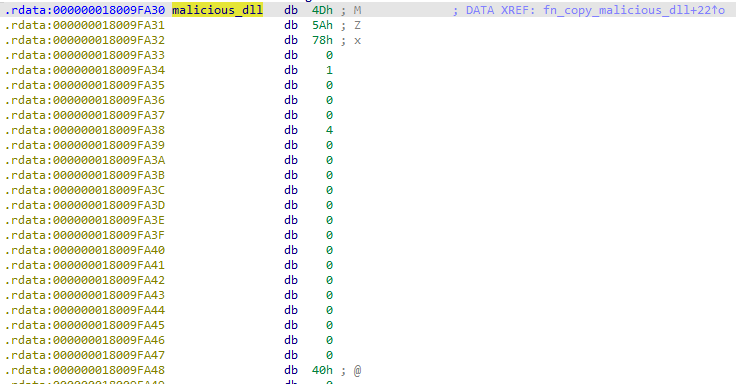 .rdata:000000018009FA30 malicious_dll db 4Dh ; M ; DATA XREF: fn_copy_malicious_dll+22↑o
.rdata:000000018009FA31 db 5Ah ; Z
.rdata:000000018009FA32 db 78h ; x
.rdata:000000018009FA33 db 0
.rdata:000000018009FA34 db 1
.rdata:000000018009FA35 db 0
.rdata:000000018009FA36 db 0
.rdata:000000018009FA37 db 0
.rdata:000000018009FA38 db 4
.rdata:000000018009FA39 db 0
.rdata:000000018009FA3A db 0
.rdata:000000018009FA3B db 0
.rdata:000000018009FA3C db 0
.rdata:000000018009FA3D db 0
.rdata:000000018009FA3E db 0
.rdata:000000018009FA3F db 0
.rdata:000000018009FA40 db 0
.rdata:000000018009FA41 db 0
.rdata:000000018009FA42 db 0
.rdata:000000018009FA43 db 0
.rdata:000000018009FA44 db 0
.rdata:000000018009FA45 db 0
.rdata:000000018009FA46 db 0
.rdata:000000018009FA47 db 0
.rdata:000000018009FA48 db 40h ; @